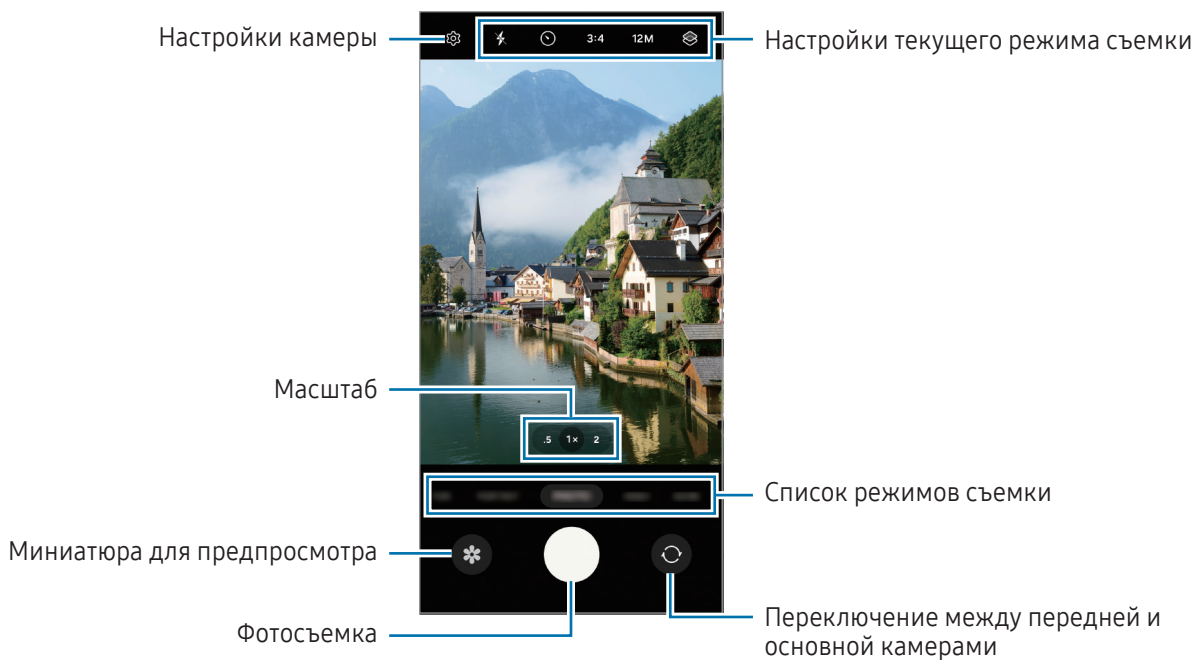 Настройки камеры
3:4
12M
Настройки текущего режима съемки
Масштаб
.5 1× 2
Список режимов съемки
Миниатюра для предпросмотра
Фотосъемка
Переключение между передней и
основной камерами